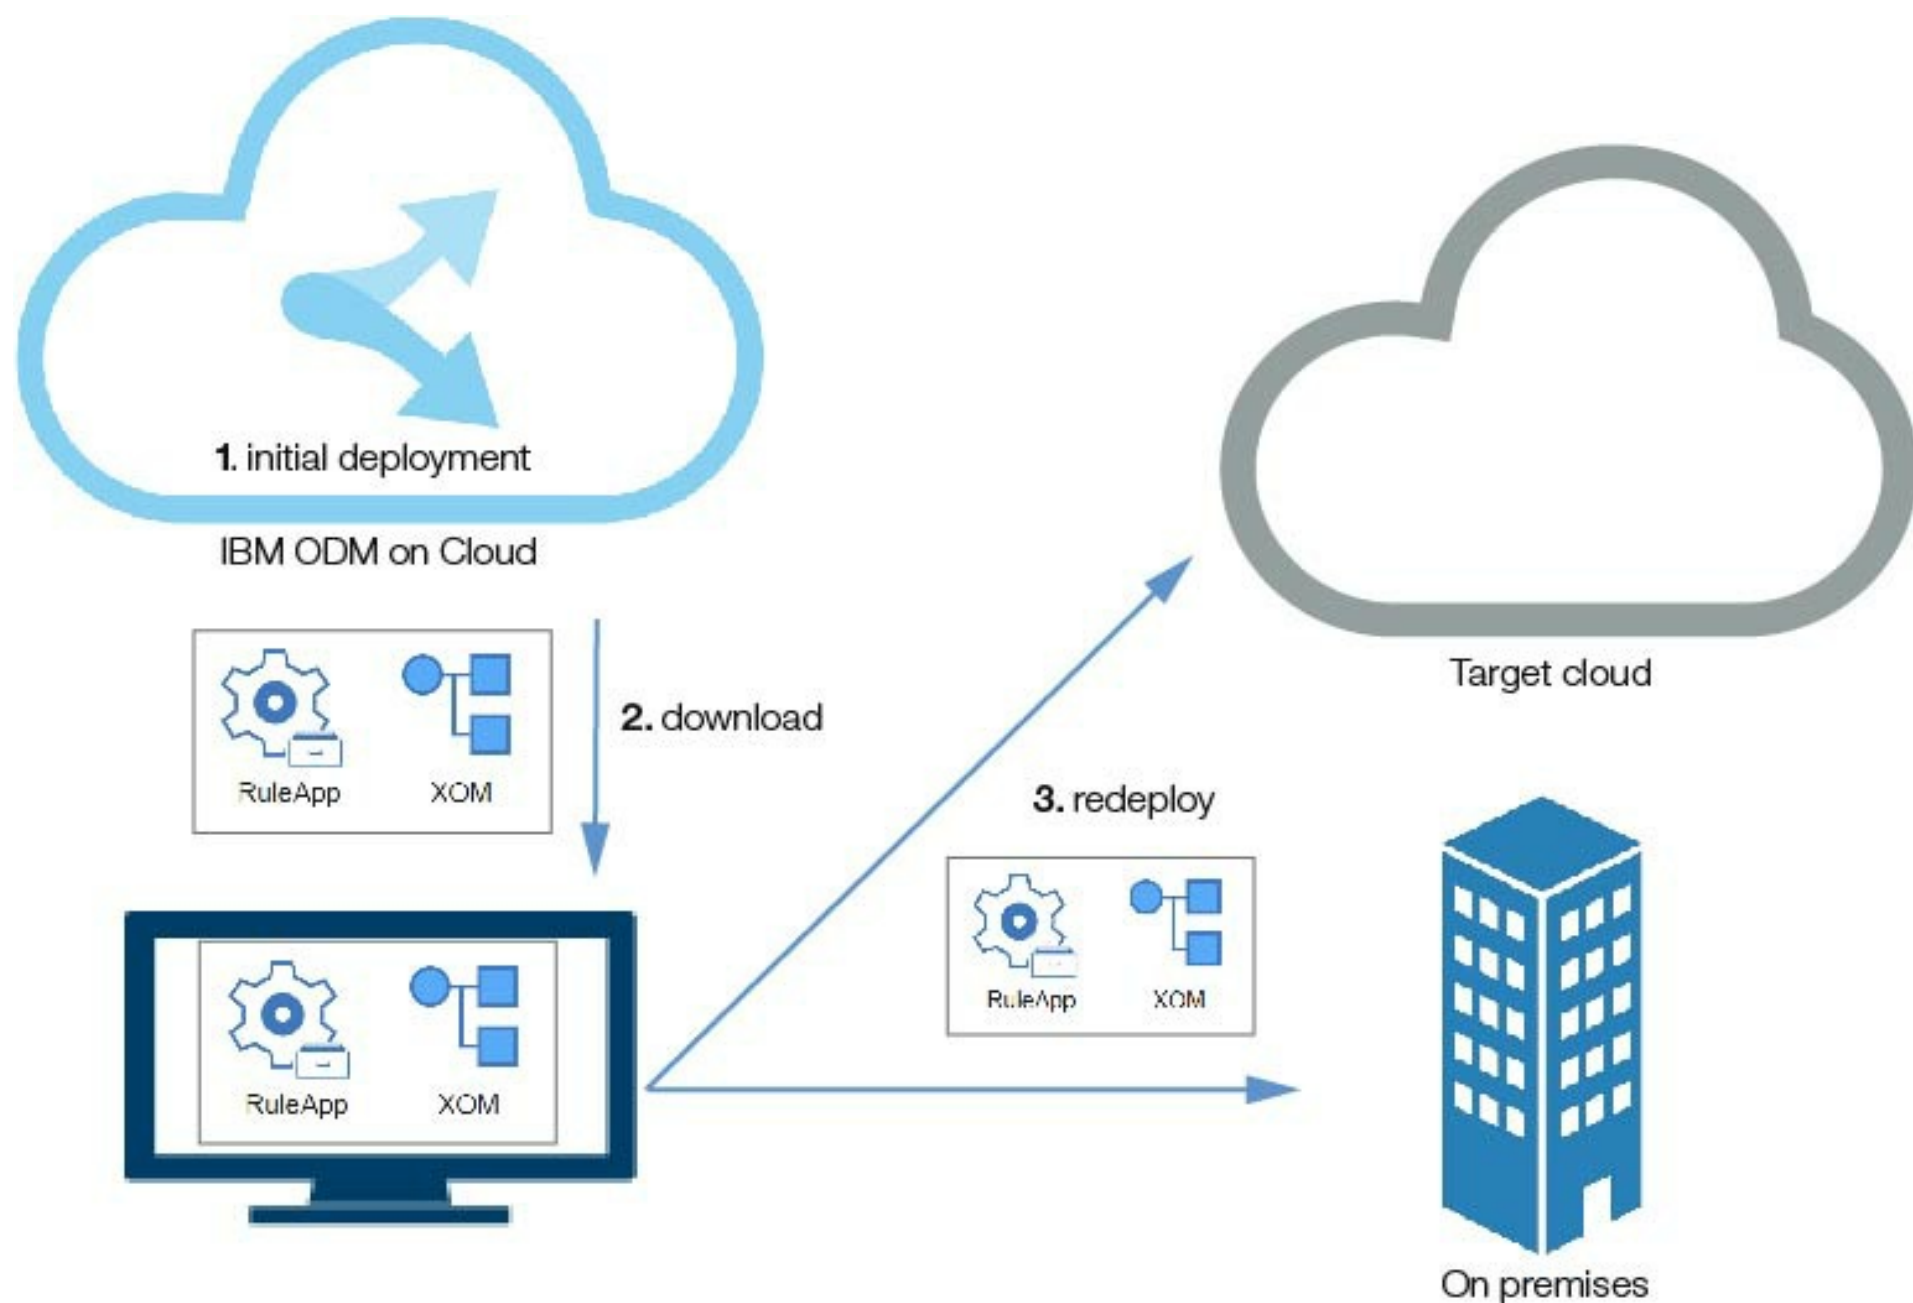 1. initial deployment
IBM ODM on Cloud
RuleApp XOM
2. download
RuleApp XOM
3. redeploy
RuleApp XOM
Target cloud
On premises